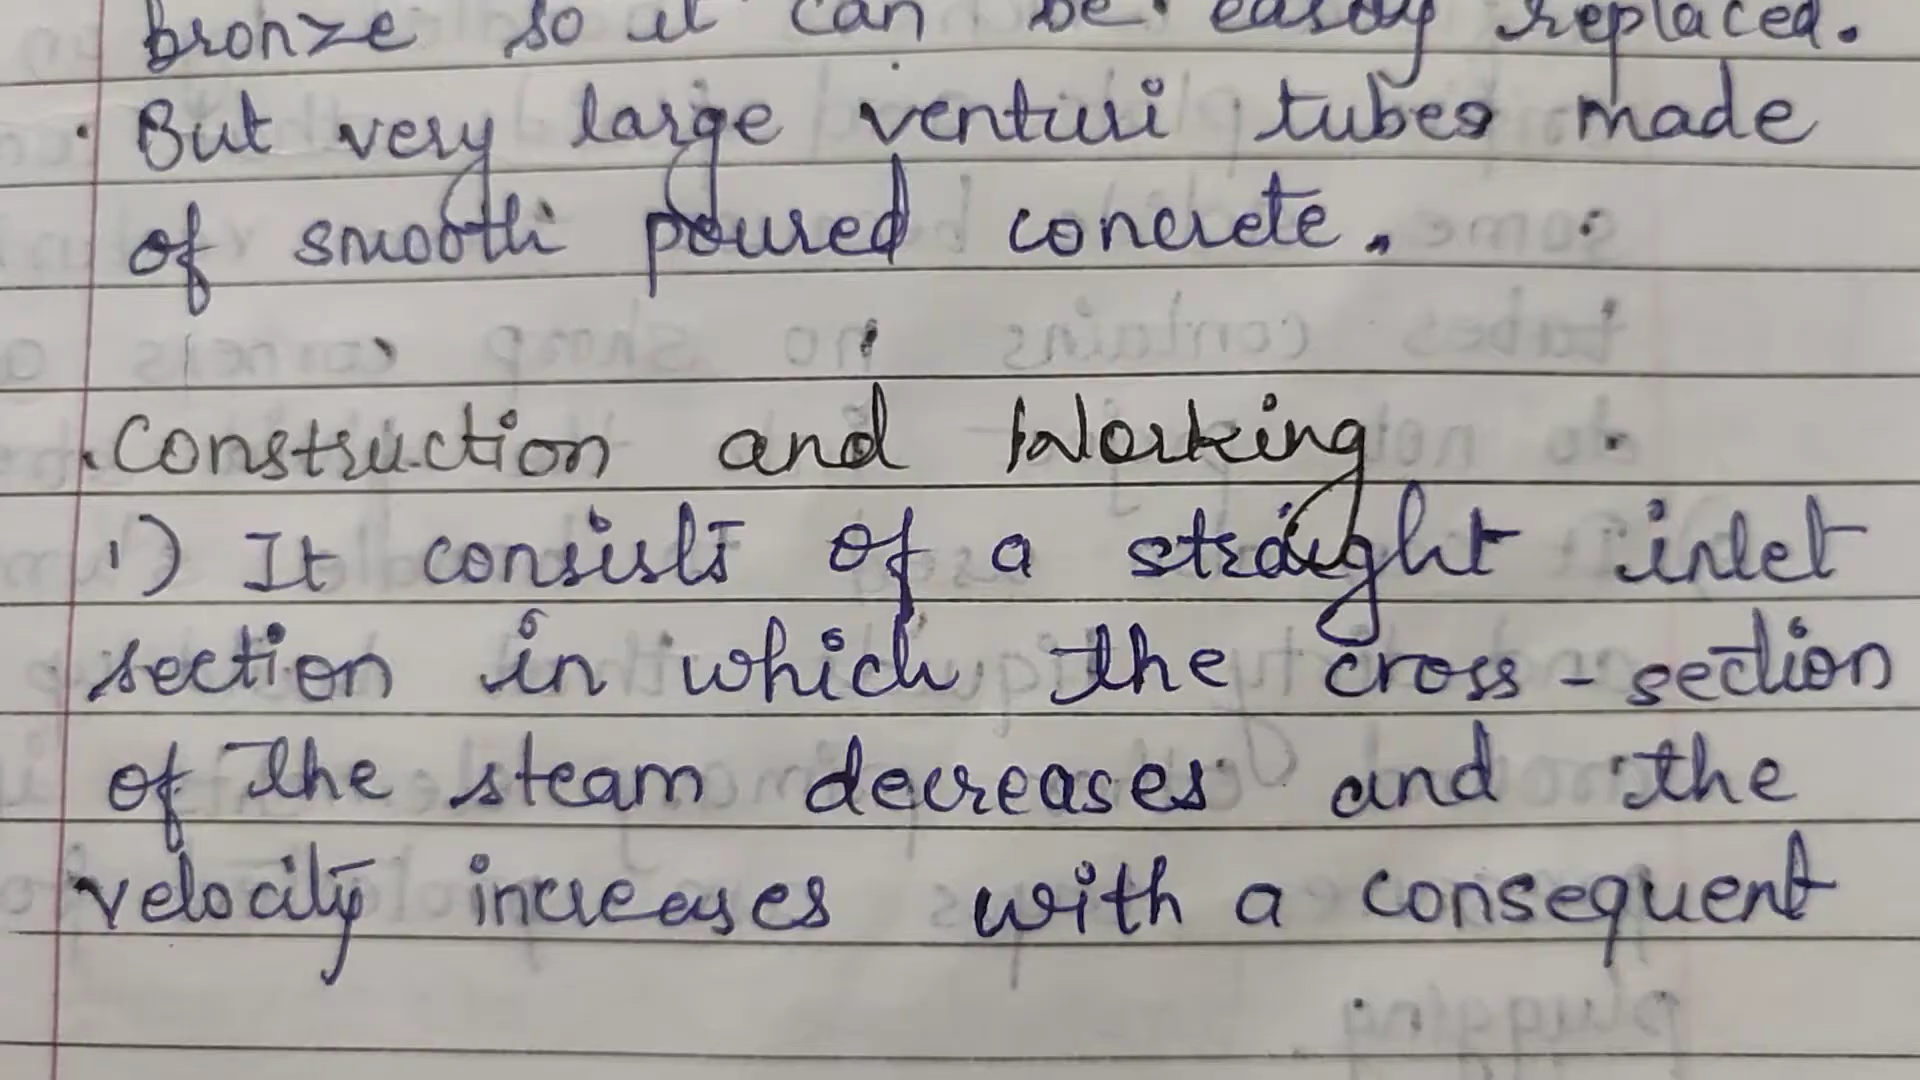 bronze so it can be easily replaced.
· But very large venturi tubes made
of smooth poured concrete.
. Construction and Working
1) It consists of a straight inlet
section in which the cross-section
of the steam decreases and the
velocity increases with a consequent